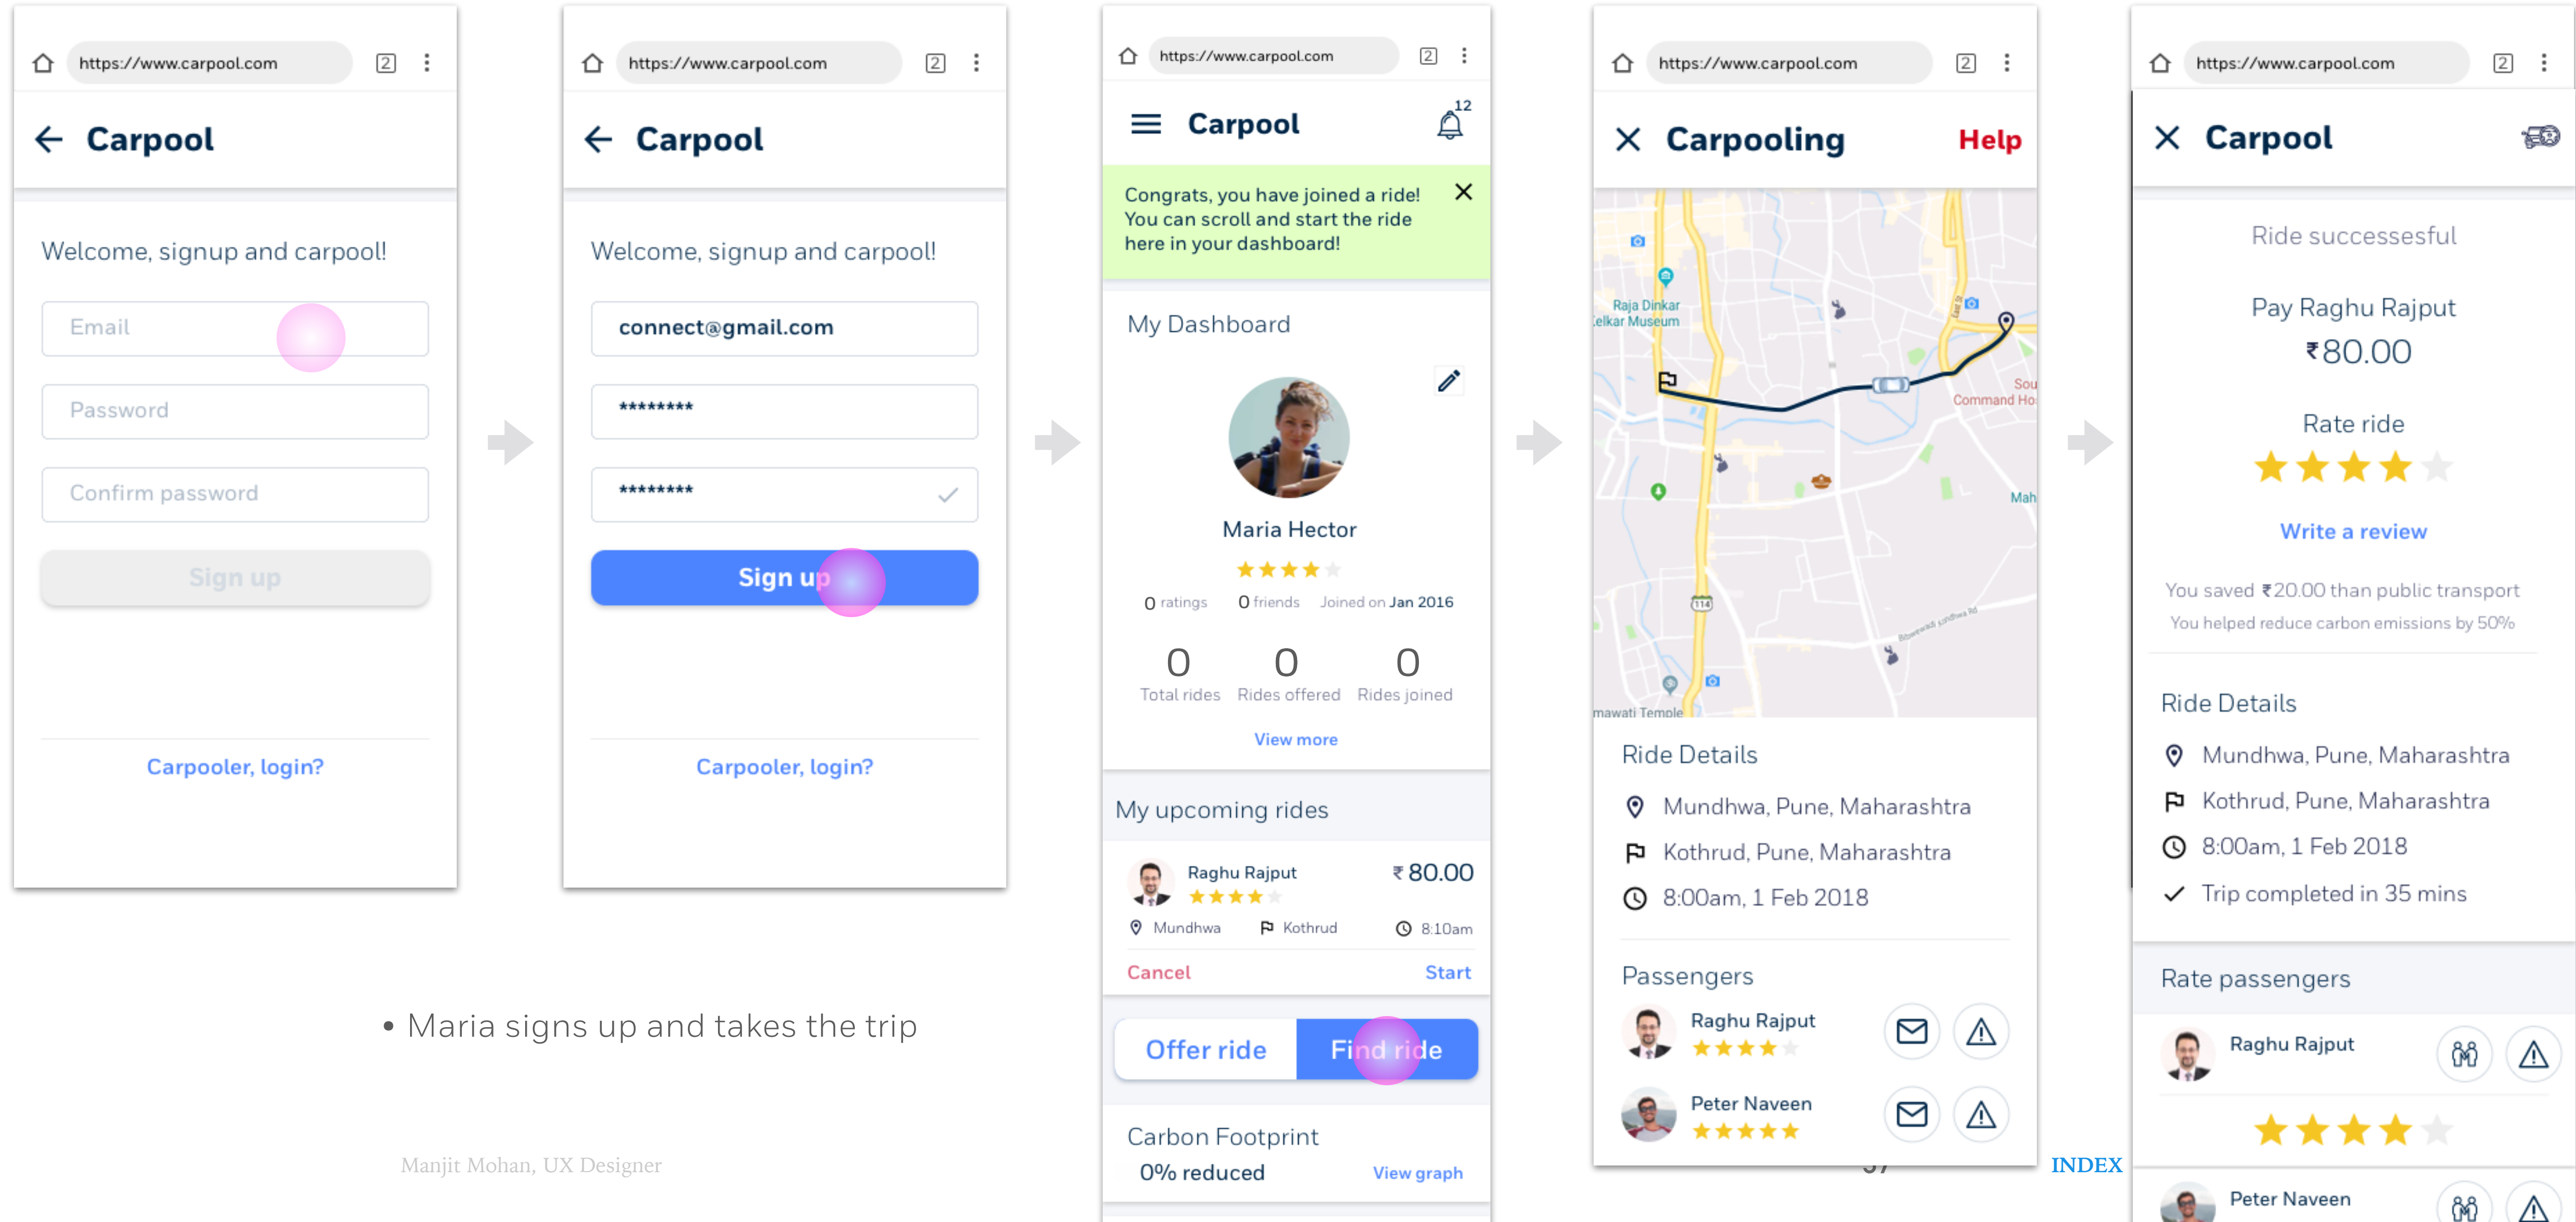 https://www.carpool.com
2
Carpool
Welcome, signup and carpool!
Email
Password
Confirm password
Sign up
Carpooler, login?
https://www.carpool.com
2
Carpool
Welcome, signup and carpool!
connect@gmail.com
********
********
Sign up
Carpooler, login?
• Maria signs up and takes the trip
Manjit Mohan, UX Designer
https://www.carpool.com
2
Carpool
12
Congrats, you have joined a ride!
You can scroll and start the ride
here in your dashboard!
My Dashboard
Maria Hector
0 ratings 0 friends Joined on Jan 2016
0 0 0
Total rides Rides offered Rides joined
View more
My upcoming rides
Raghu Rajput ₹ 80.00
Mundhwa Kothrud 8:10am
Cancel Start
Offer ride Find ride
Carbon Footprint
0% reduced View graph
https://www.carpool.com
2
Carpooling Help
Raja Dinkar
elkar Museum
East St
Sou
Command Ho
Mah
114
mawati Temple
Ride Details
Mundhwa, Pune, Maharashtra
Kothrud, Pune, Maharashtra
8:00am, 1 Feb 2018
Passengers
Raghu Rajput
Peter Naveen
INDEX
https://www.carpool.com
2
Carpool
Ride successesful
Pay Raghu Rajput
₹80.00
Rate ride
Write a review
You saved ₹20.00 than public transport
You helped reduce carbon emissions by 50%
Ride Details
Mundhwa, Pune, Maharashtra
Kothrud, Pune, Maharashtra
8:00am, 1 Feb 2018
Trip completed in 35 mins
Rate passengers
Raghu Rajput
Peter Naveen